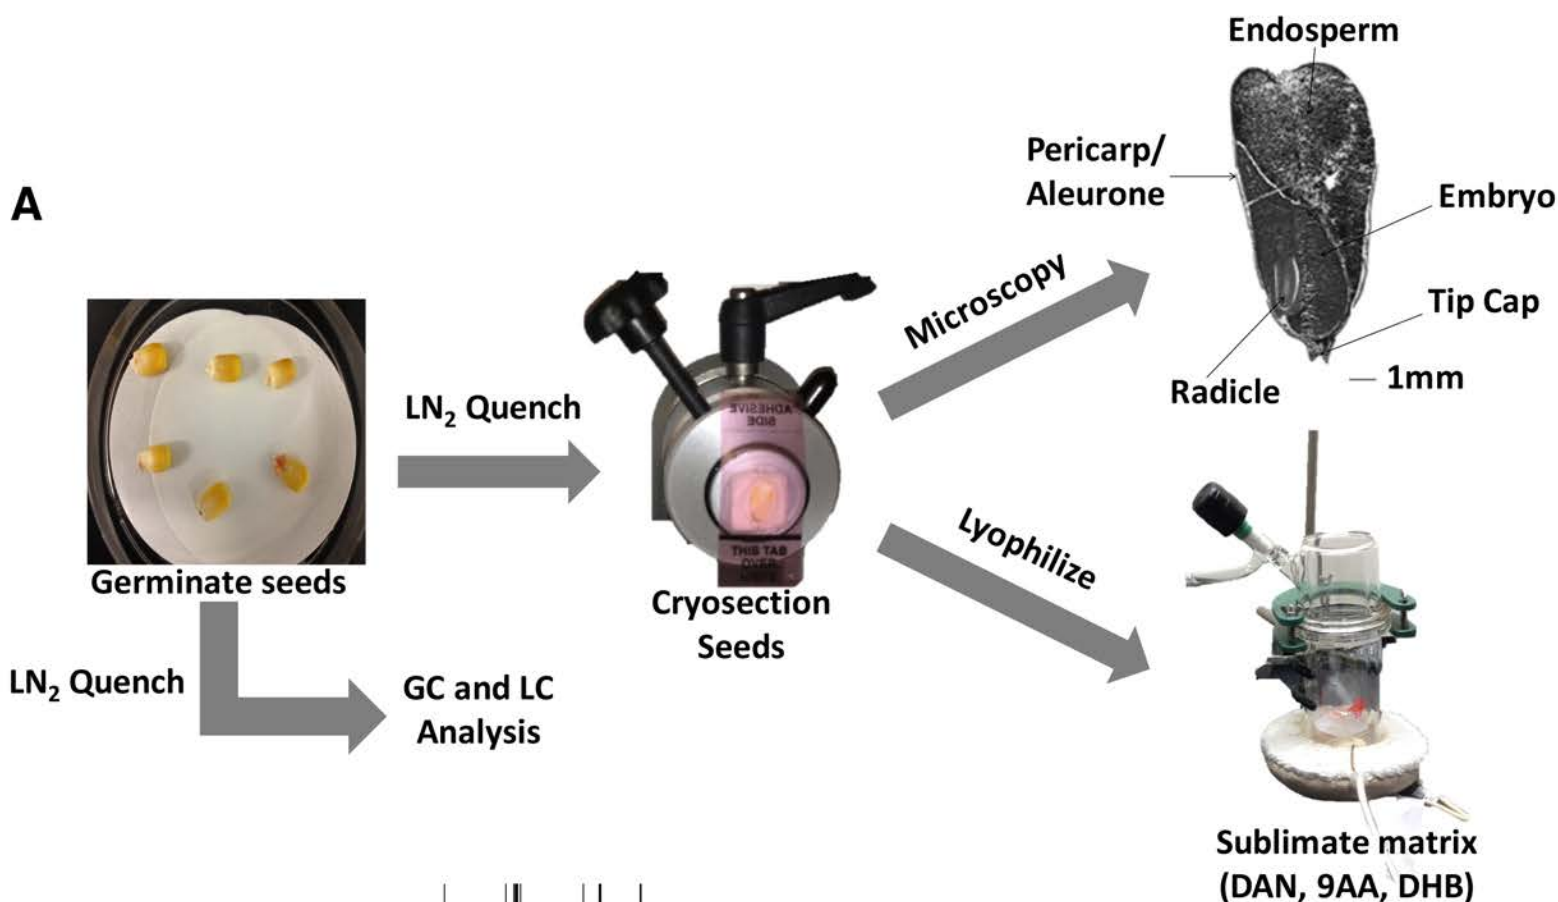 A
Germinate seeds
LN₂ Quench
LN₂ Quench
GC and LC
Analysis
ADHESIVE
SIDE
THIS TAB
OVER
Cryosection
Seeds
Microscopy
Lyophilize
Endosperm
Pericarp/
Aleurone
Embryo
Tip Cap
Radicle
1mm
Sublimate matrix
(DAN, 9AA, DHB)